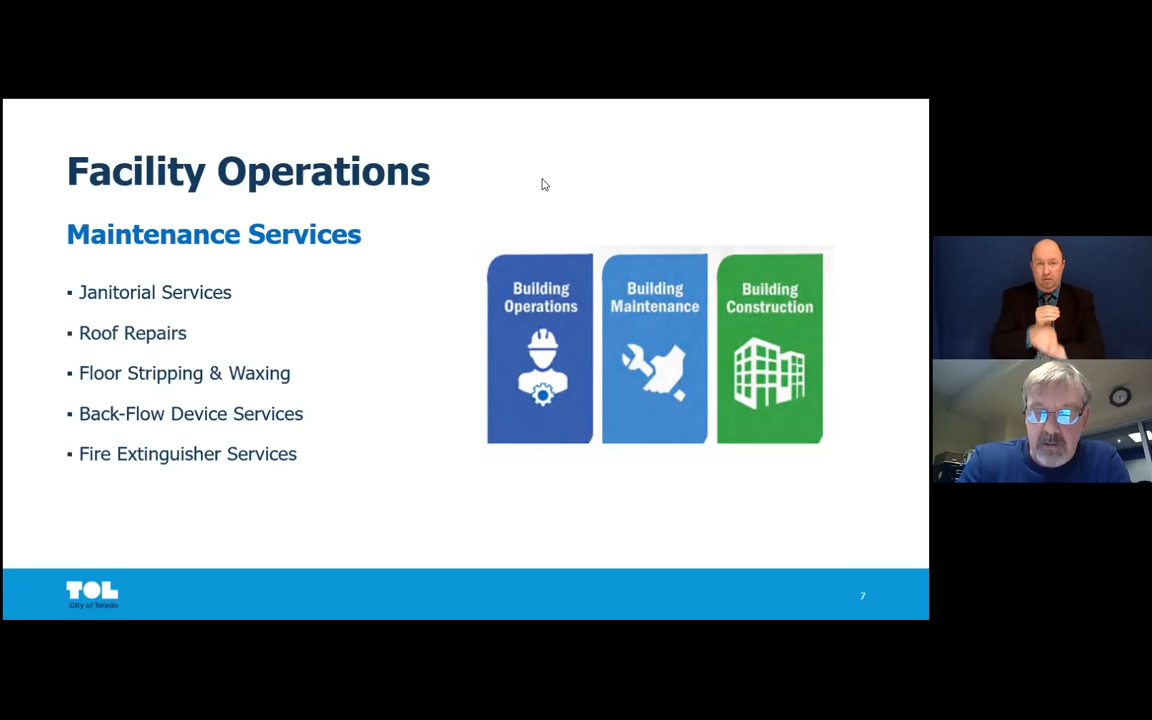 Facility Operations
Maintenance Services
▪ Janitorial Services
▪ Roof Repairs
▪ Floor Stripping & Waxing
▪ Back-Flow Device Services
▪ Fire Extinguisher Services
Building
Operations
Building
Maintenance
Building
Construction
TOL
City of Toledo
7